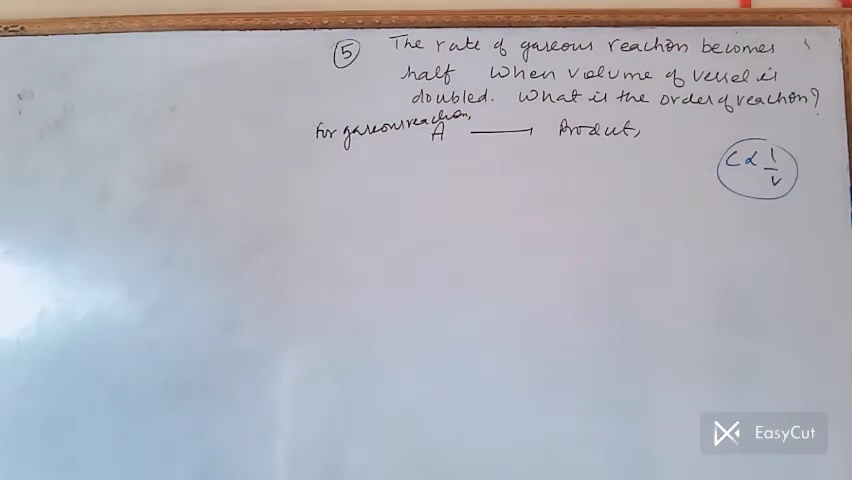 ⑤ The rate of gaseous reaction becomes
half when volume of vessel is
doubled. What is the order of reaction?
For gaseous reaction,
A ⟶ Product,
C ∝ 1/V
EasyCut